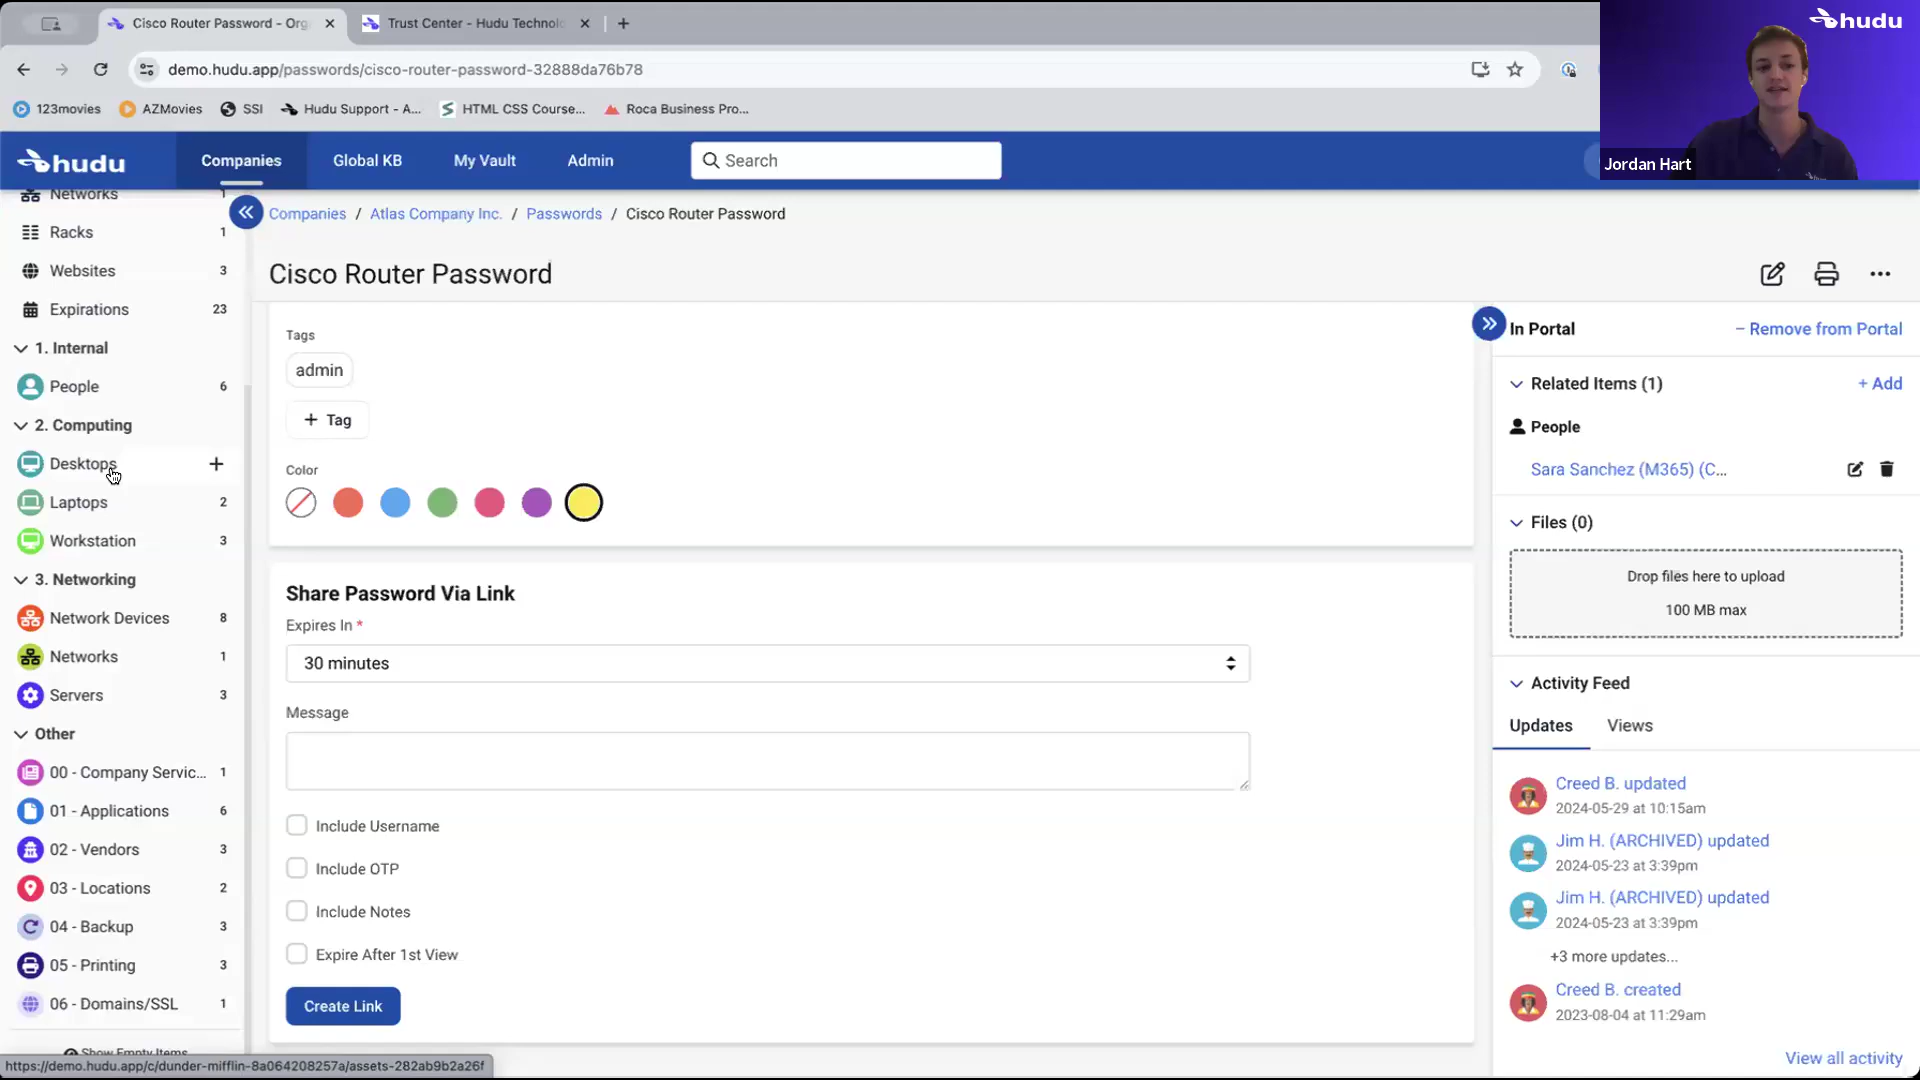 Cisco Router Password - Org
Trust Center - Hudu Technol
demo.hudu.app/passwords/cisco-router-password-32888da76b78
123movies
AZMovies
SSI
Hudu Support - A...
HTML CSS Course...
Roca Business Pro...
hudu
Jordan Hart
hudu
Companies
Global KB
My Vault
Admin
Search
Networks 1
Racks 1
Websites 3
Expirations 23
1. Internal
People 6
2. Computing
Desktops +
Laptops 2
Workstation 3
3. Networking
Network Devices 8
Networks 1
Servers 3
Other
00 - Company Servic... 1
01 - Applications 6
02 - Vendors 3
03 - Locations 2
04 - Backup 3
05 - Printing 3
06 - Domains/SSL 1
Show Empty Items
https://demo.hudu.app/c/dunder-mifflin-8a064208257a/assets-282ab9b2a26f
Companies / Atlas Company Inc. / Passwords / Cisco Router Password
Cisco Router Password
Tags
admin
+ Tag
Color
Share Password Via Link
Expires In *
30 minutes
Message
Include Username
Include OTP
Include Notes
Expire After 1st View
Create Link
In Portal
− Remove from Portal
Related Items (1)
+ Add
People
Sara Sanchez (M365) (C...
Files (0)
Drop files here to upload
100 MB max
Activity Feed
Updates
Views
Creed B. updated
2024-05-29 at 10:15am
Jim H. (ARCHIVED) updated
2024-05-23 at 3:39pm
Jim H. (ARCHIVED) updated
2024-05-23 at 3:39pm
+3 more updates...
Creed B. created
2023-08-04 at 11:29am
View all activity